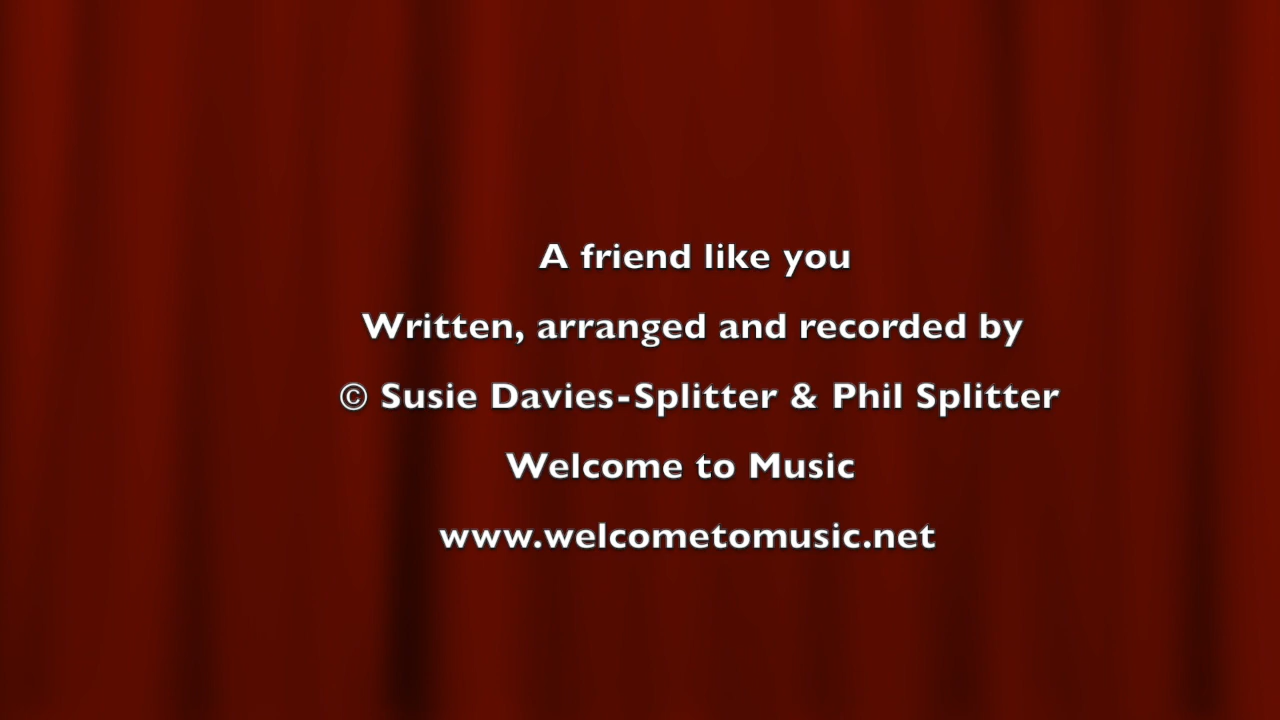 A friend like you
Written, arranged and recorded by
© Susie Davies-Splitter & Phil Splitter
Welcome to Music
www.welcometomusic.net